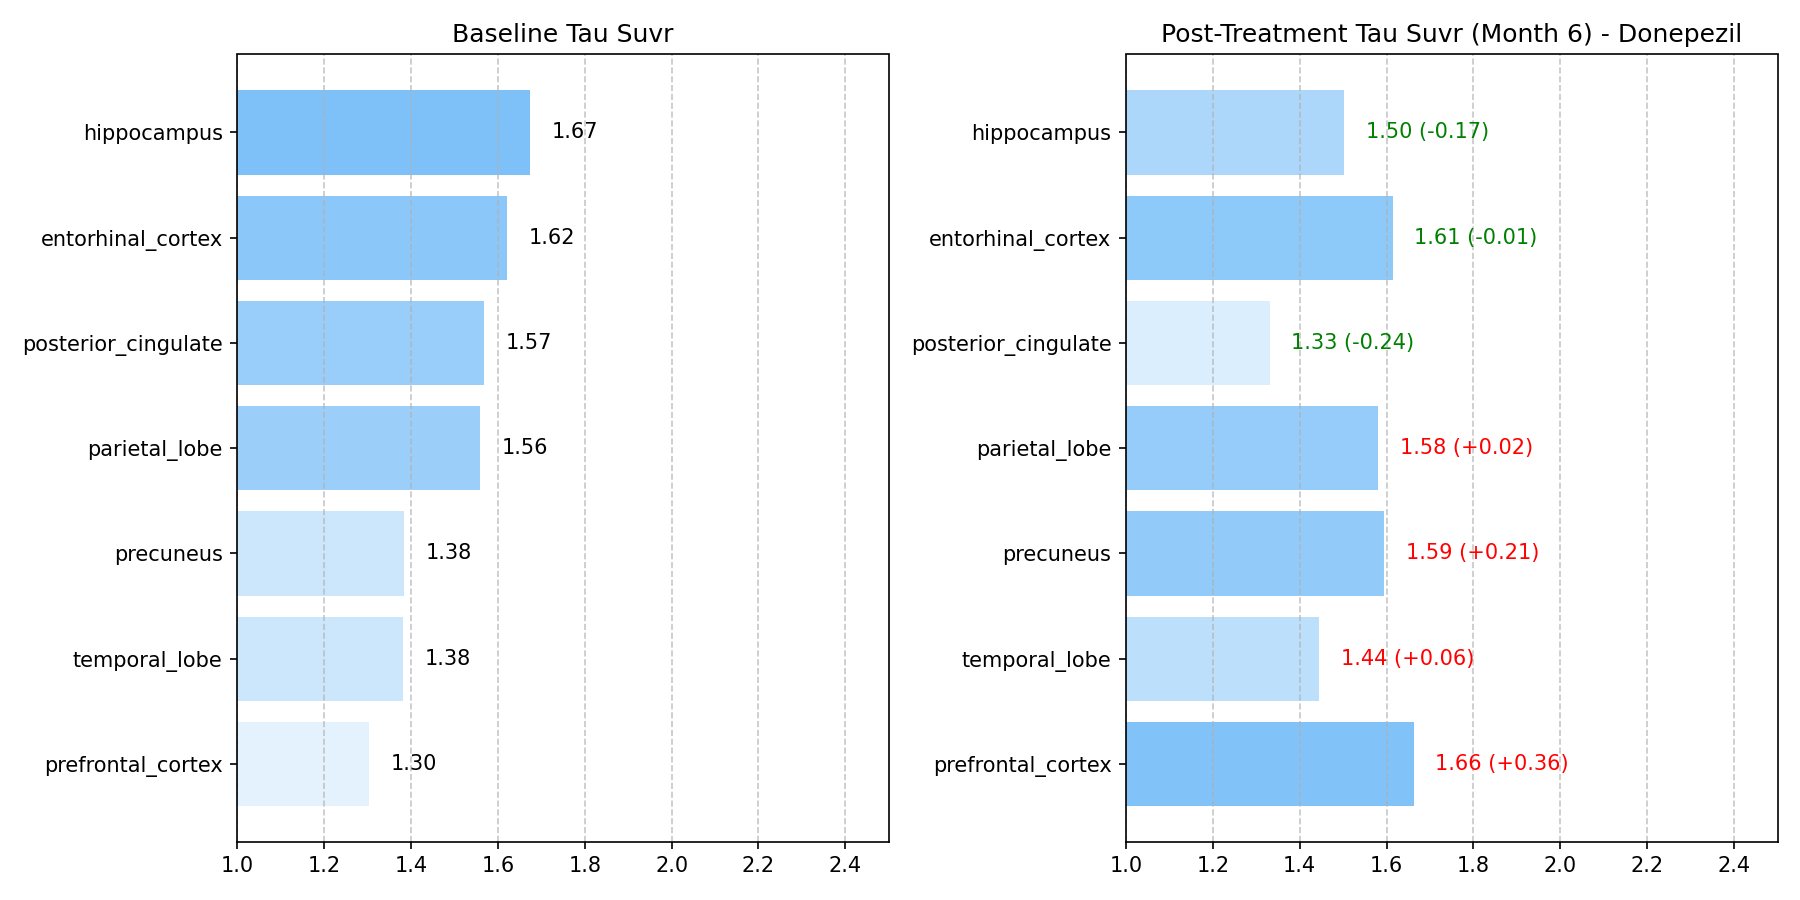 Baseline Tau Suvr
hippocampus
1.67
entorhinal_cortex
1.62
posterior_cingulate
1.57
parietal_lobe
1.56
precuneus
1.38
temporal_lobe
1.38
prefrontal_cortex
1.30
1.0 1.2 1.4 1.6 1.8 2.0 2.2 2.4
Post-Treatment Tau Suvr (Month 6) - Donepezil
hippocampus
1.50 (-0.17)
entorhinal_cortex
1.61 (-0.01)
posterior_cingulate
1.33 (-0.24)
parietal_lobe
1.58 (+0.02)
precuneus
1.59 (+0.21)
temporal_lobe
1.44 (+0.06)
prefrontal_cortex
1.66 (+0.36)
1.0 1.2 1.4 1.6 1.8 2.0 2.2 2.4